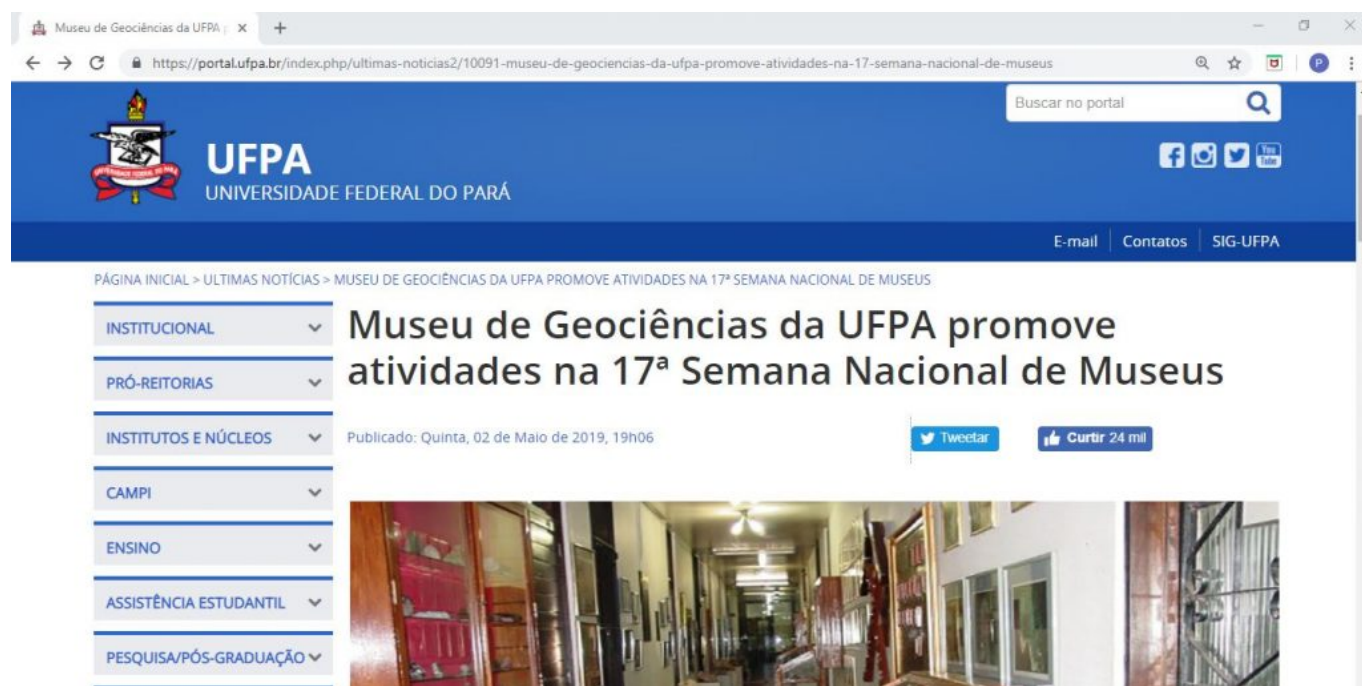 Museu de Geociências da UFPA
https://portal.ufpa.br/index.php/ultimas-noticias2/10091-museu-de-geociencias-da-ufpa-promove-atividades-na-17-semana-nacional-de-museus
P
Buscar no portal
You
Tube
UFPA
UNIVERSIDADE FEDERAL DO PARÁ
E-mail Contatos SIG-UFPA
PÁGINA INICIAL > ULTIMAS NOTÍCIAS > MUSEU DE GEOCIÊNCIAS DA UFPA PROMOVE ATIVIDADES NA 17ª SEMANA NACIONAL DE MUSEUS
INSTITUCIONAL
PRÓ-REITORIAS
INSTITUTOS E NÚCLEOS
CAMPI
ENSINO
ASSISTÊNCIA ESTUDANTIL
PESQUISA/PÓS-GRADUAÇÃO
Museu de Geociências da UFPA promove
atividades na 17ª Semana Nacional de Museus
Publicado: Quinta, 02 de Maio de 2019, 19h06
Tweetar
Curtir 24 mil